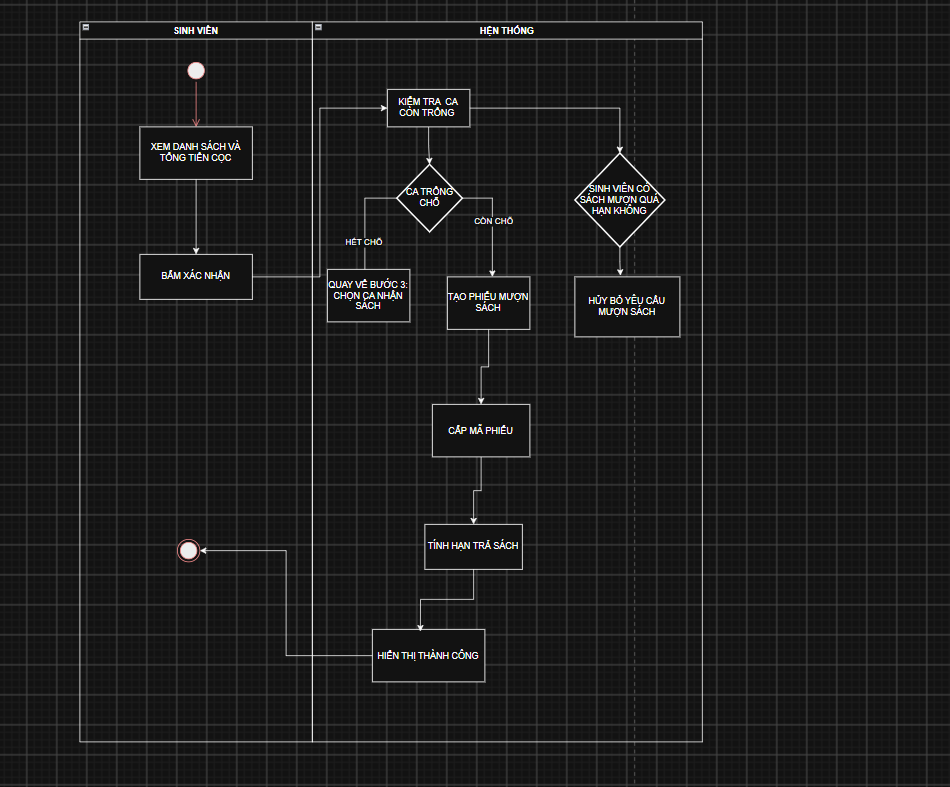 SINH VIÊN
HỆN THỐNG
KIỂM TRA CA
CÒN TRỐNG
XEM DANH SÁCH VÀ
TỔNG TIỀN CỌC
CA TRỐNG
CHỖ
SINH VIÊN CÓ
SÁCH MƯỢN QUÁ
HẠN KHÔNG
CÒN CHỖ
HẾT CHỖ
BẤM XÁC NHẬN
QUAY VỀ BƯỚC 3:
CHỌN CA NHẬN
SÁCH
TẠO PHIẾU MƯỢN
SÁCH
HỦY BỎ YÊU CẦU
MƯỢN SÁCH
CẤP MÃ PHIẾU
TÍNH HẠN TRẢ SÁCH
HIỂN THỊ THÀNH CÔNG